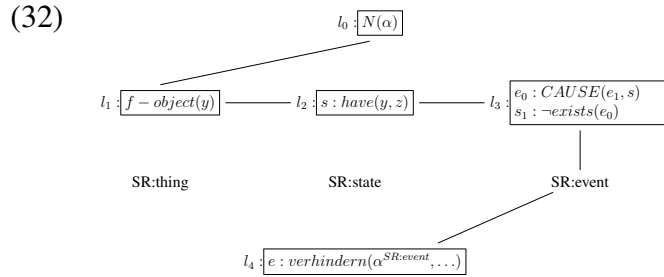 (32)
l₀ : N(α)
l₁ : f − object(y) l₂ : s : have(y, z) l₃ : e₀ : CAUSE(e₁, s)
s₁ : ¬exists(e₀)
SR:thing SR:state SR:event
l₄ : e : verhindern(α^SR:event, . . .)